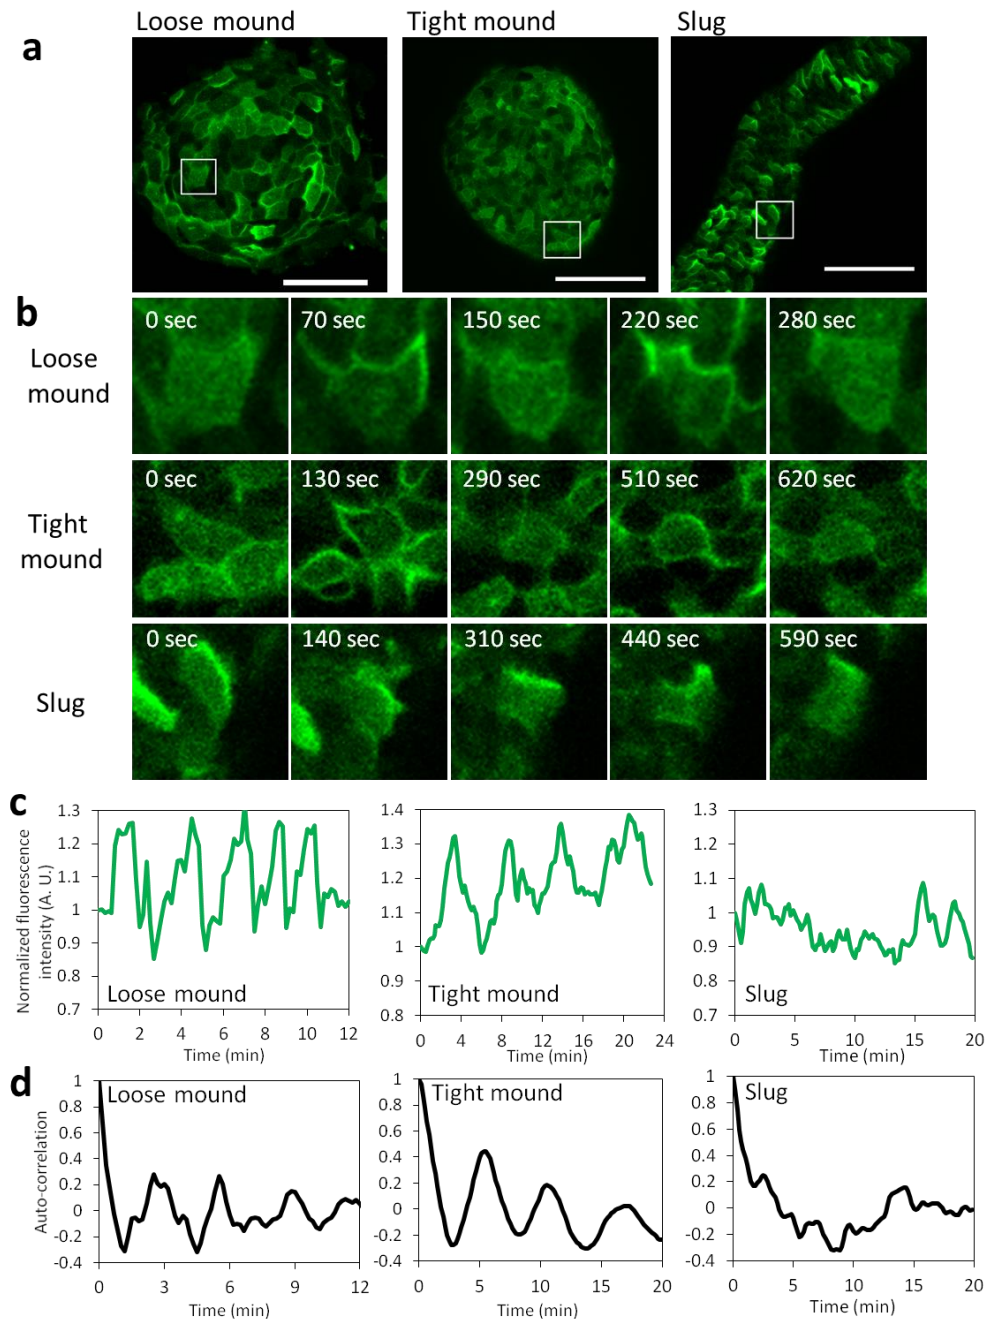 a
Loose mound Tight mound Slug
b
Loose
mound
0 sec 70 sec 150 sec 220 sec 280 sec
Tight
mound
0 sec 130 sec 290 sec 510 sec 620 sec
Slug
0 sec 140 sec 310 sec 440 sec 590 sec
c
Normalized fluorescence
intensity (A. U.)
1.3
1.2
1.1
1
0.9
0.8
0.7
Loose mound
0 2 4 6 8 10 12
Time (min)
1.4
1.3
1.2
1.1
1
0.9
0.8
Tight mound
0 4 8 12 16 20 24
Time (min)
1.3
1.2
1.1
1
0.9
0.8
0.7
Slug
0 5 10 15 20
Time (min)
d
Auto-correlation
1
0.8
0.6
0.4
0.2
0
-0.2
-0.4
Loose mound
0 3 6 9 12
Time (min)
1
0.8
0.6
0.4
0.2
0
-0.2
-0.4
Tight mound
0 5 10 15 20
Time (min)
1
0.8
0.6
0.4
0.2
0
-0.2
-0.4
Slug
0 5 10 15 20
Time (min)